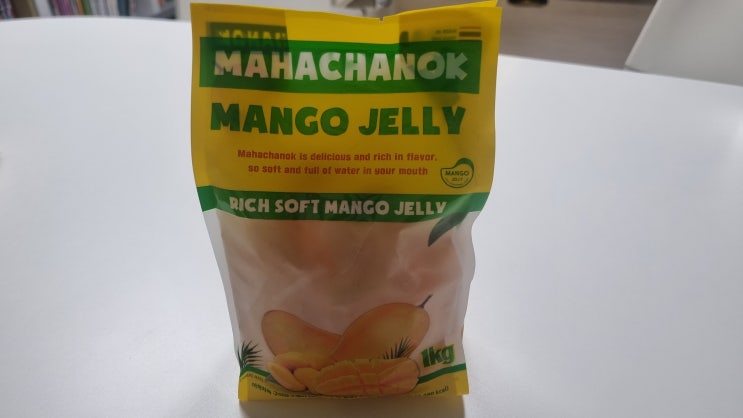 MAHACHANOK
MANGO JELLY
Mahachanok is delicious and rich in flavor,
so soft and full of water in your mouth
MANGO
JELLY
RICH SOFT MANGO JELLY
1kg